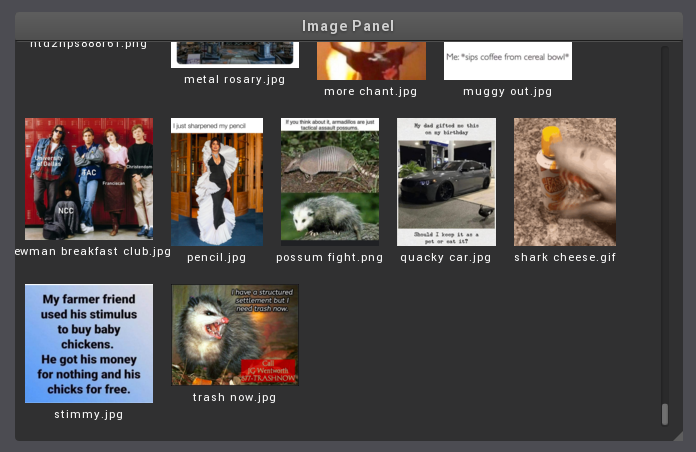 Image Panel
ntdzhps888r61.png
metal rosary.jpg
more chant.jpg
Me: *sips coffee from cereal bowl*
muggy out.jpg
University of Dallas
TAC
NCC
Franciscan
Christendom
ewman breakfast club.jpg
I just sharpened my pencil
pencil.jpg
If you think about it, armadillos are just
tactical assault possums.
possum fight.png
My dad gifted me this
on my birthday
Should I keep it as a
pet or eat it?
quacky car.jpg
shark cheese.gif
My farmer friend
used his stimulus
to buy baby
chickens.
He got his money
for nothing and his
chicks for free.
stimmy.jpg
I have a structured
settlement but I
need trash now.
Call
JG Wentworth
877-TRASHNOW
trash now.jpg